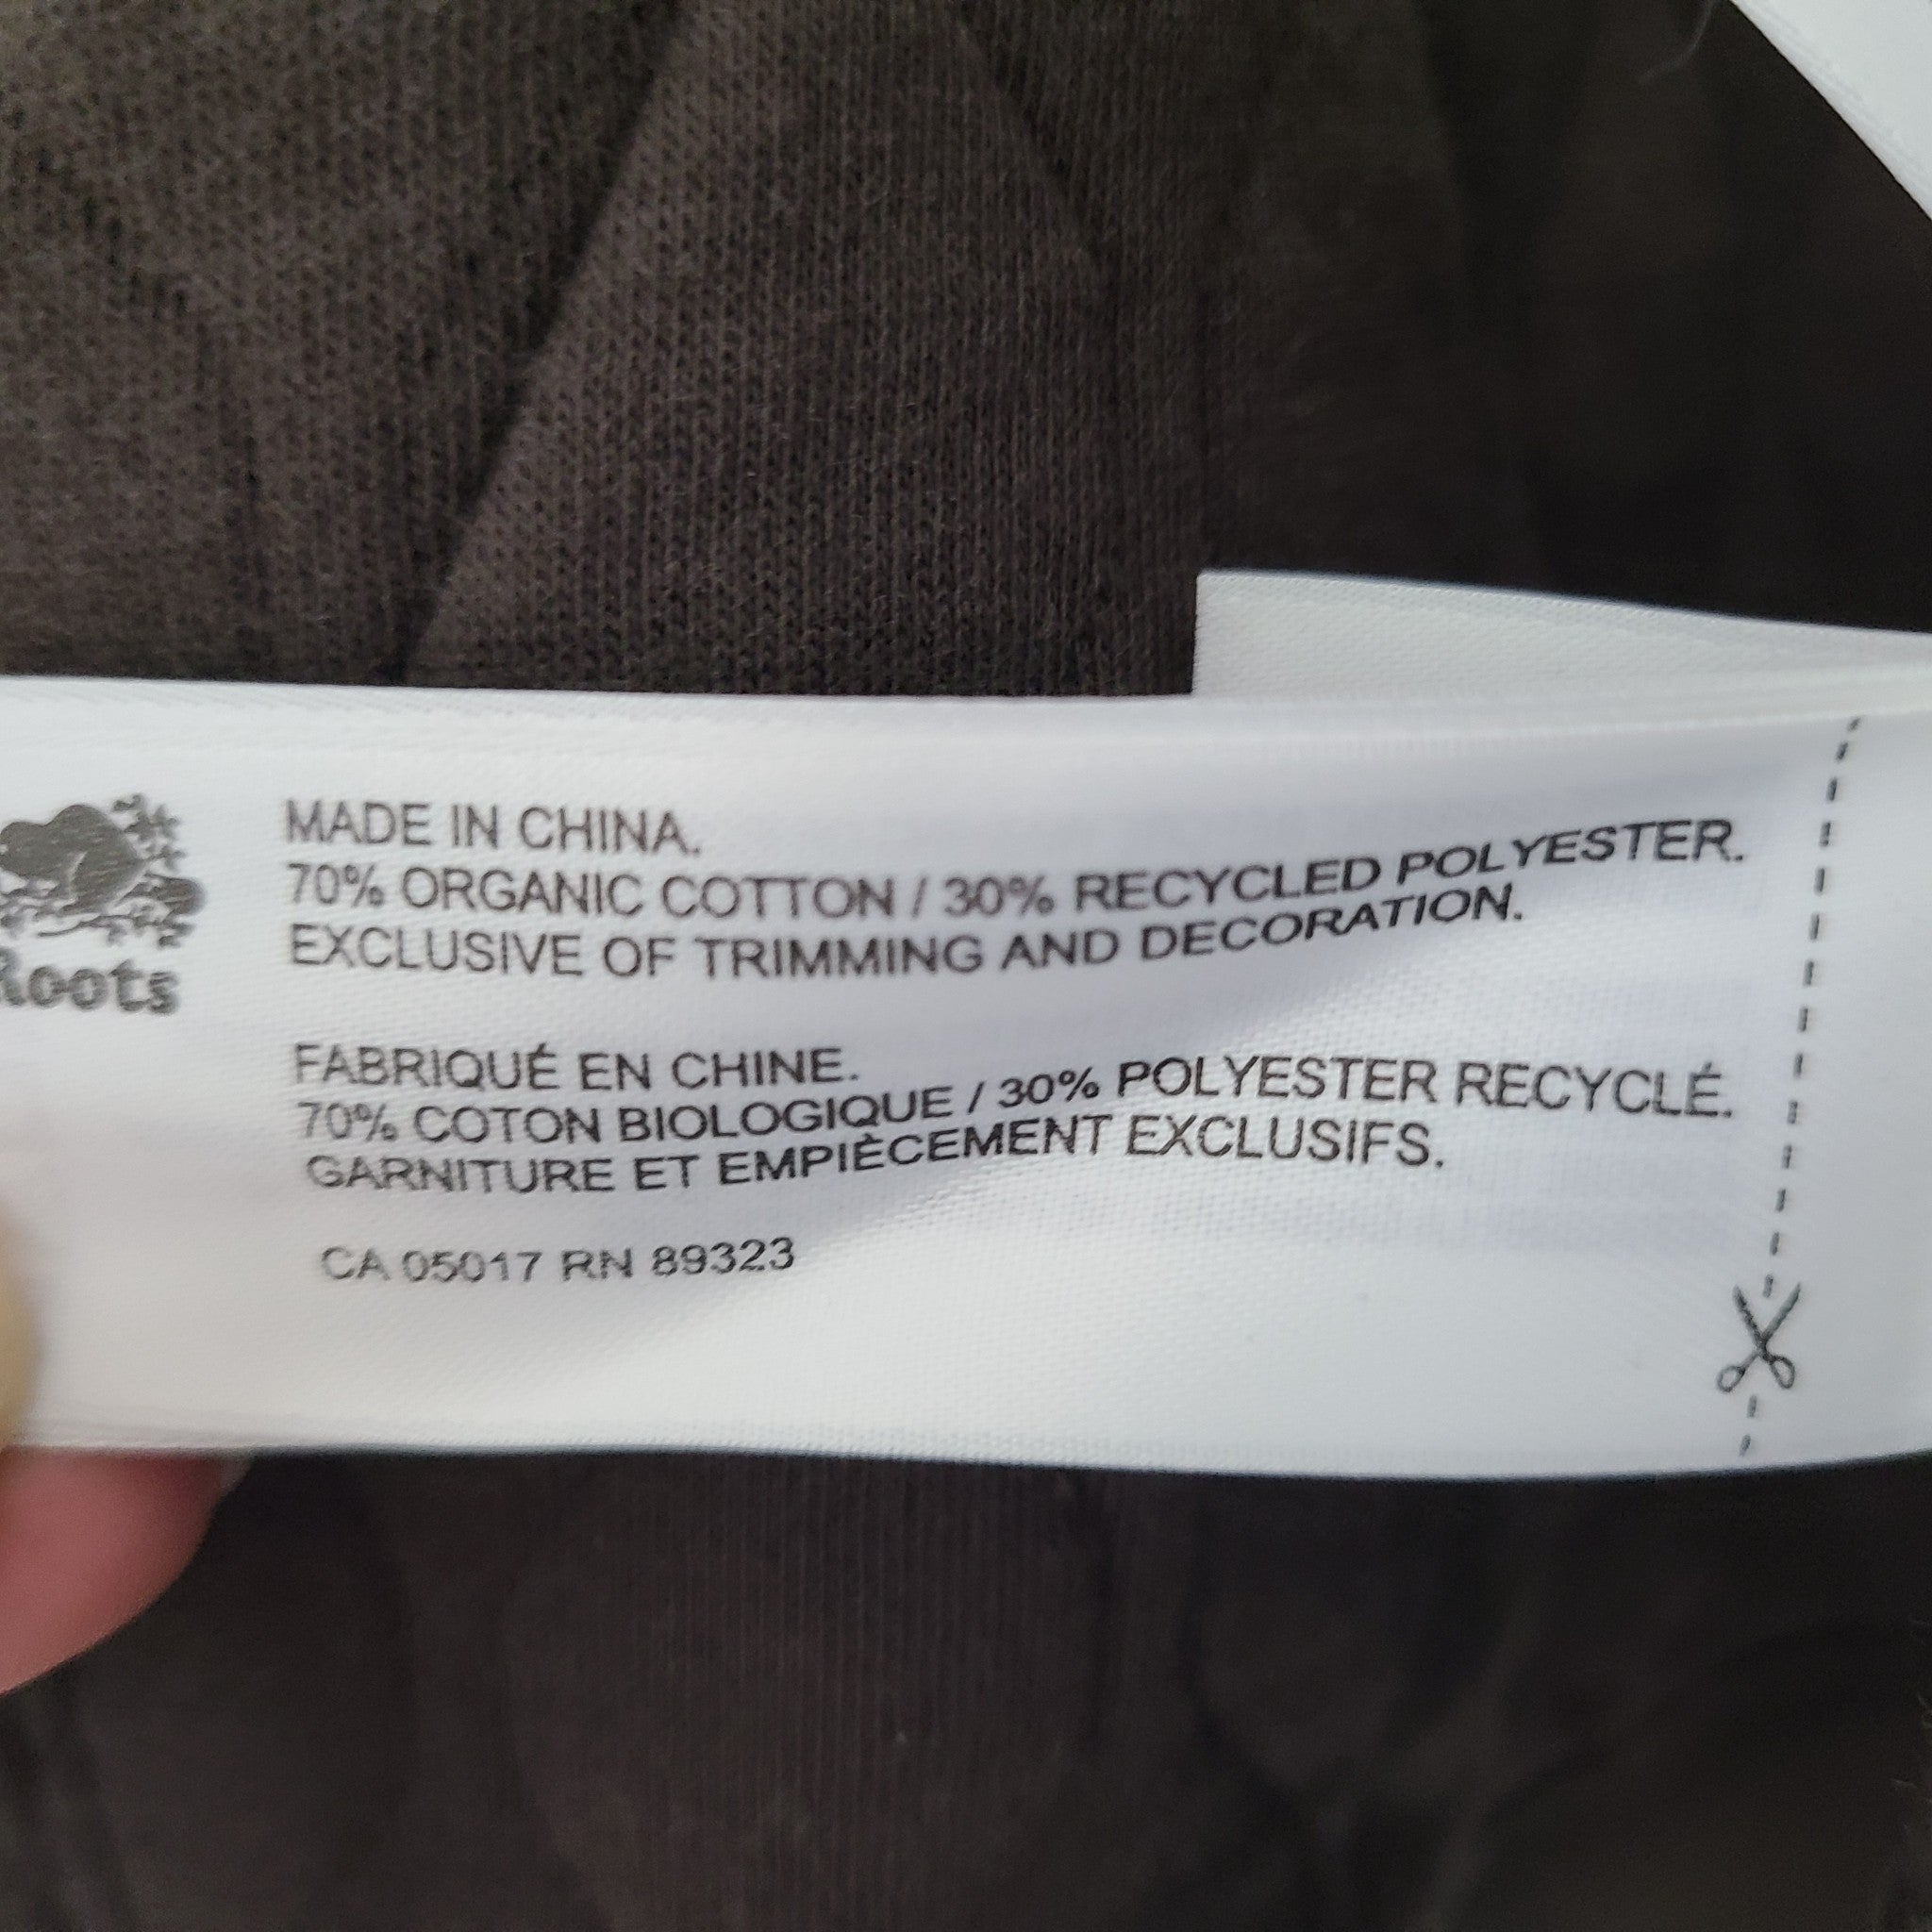 MADE IN CHINA.
70% ORGANIC COTTON / 30% RECYCLED POLYESTER.
EXCLUSIVE OF TRIMMING AND DECORATION.
Roots
FABRIQUÉ EN CHINE.
70% COTON BIOLOGIQUE / 30% POLYESTER RECYCLÉ.
GARNITURE ET EMPIÈCEMENT EXCLUSIFS.
CA 05017 RN 89323